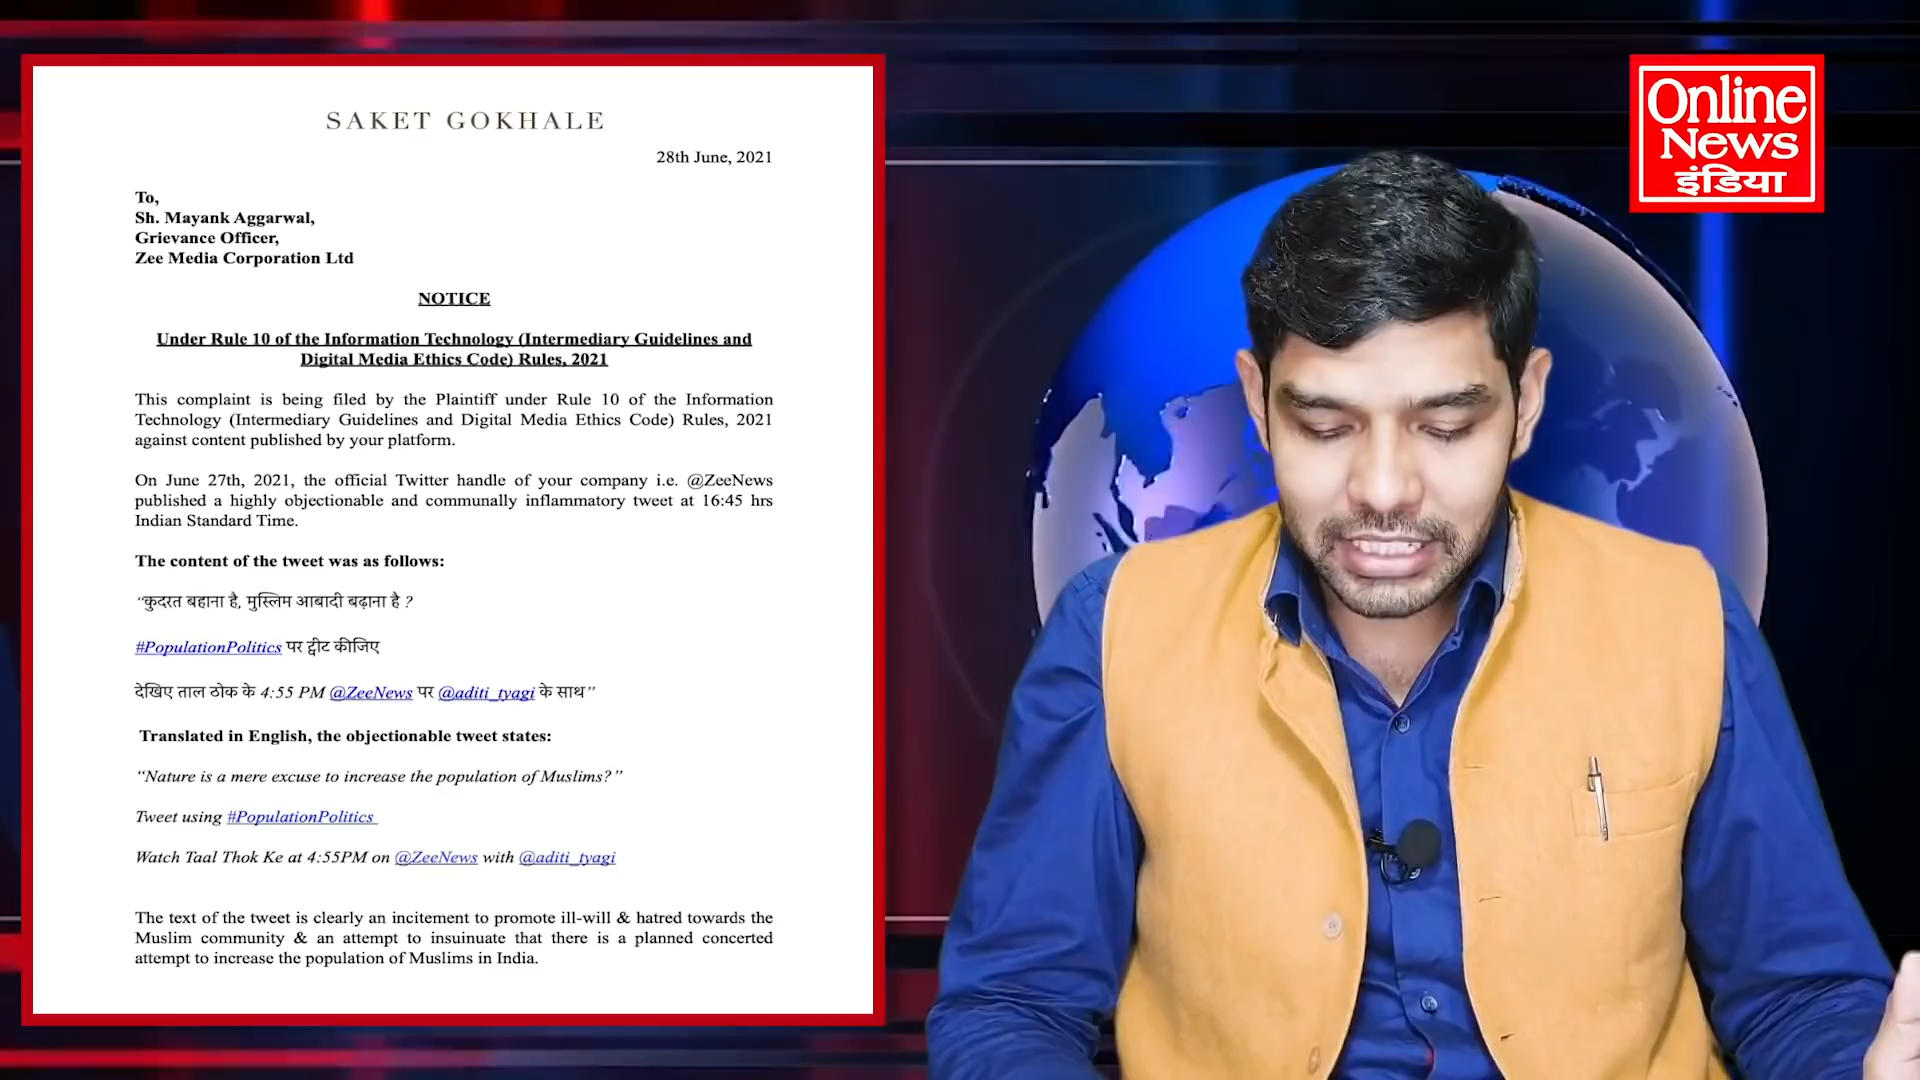 SAKET GOKHALE
28th June, 2021
To,
Sh. Mayank Aggarwal,
Grievance Officer,
Zee Media Corporation Ltd
NOTICE
Under Rule 10 of the Information Technology (Intermediary Guidelines and
Digital Media Ethics Code) Rules, 2021
This complaint is being filed by the Plaintiff under Rule 10 of the Information
Technology (Intermediary Guidelines and Digital Media Ethics Code) Rules, 2021
against content published by your platform.
On June 27th, 2021, the official Twitter handle of your company i.e. @ZeeNews
published a highly objectionable and communally inflammatory tweet at 16:45 hrs
Indian Standard Time.
The content of the tweet was as follows:
“कुदरत बहाना है, मुस्लिम आबादी बढ़ाना है ?
#PopulationPolitics पर ट्वीट कीजिए
देखिए ताल ठोक के 4:55 PM @ZeeNews पर @aditi_tyagi के साथ”
Translated in English, the objectionable tweet states:
“Nature is a mere excuse to increase the population of Muslims?”
Tweet using #PopulationPolitics
Watch Taal Thok Ke at 4:55PM on @ZeeNews with @aditi_tyagi
The text of the tweet is clearly an incitement to promote ill-will & hatred towards the
Muslim community & an attempt to insuinuate that there is a planned concerted
attempt to increase the population of Muslims in India.
Online
News
इंडिया